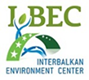 i BEC
INTERBALKAN
ENVIRONMENT CENTER